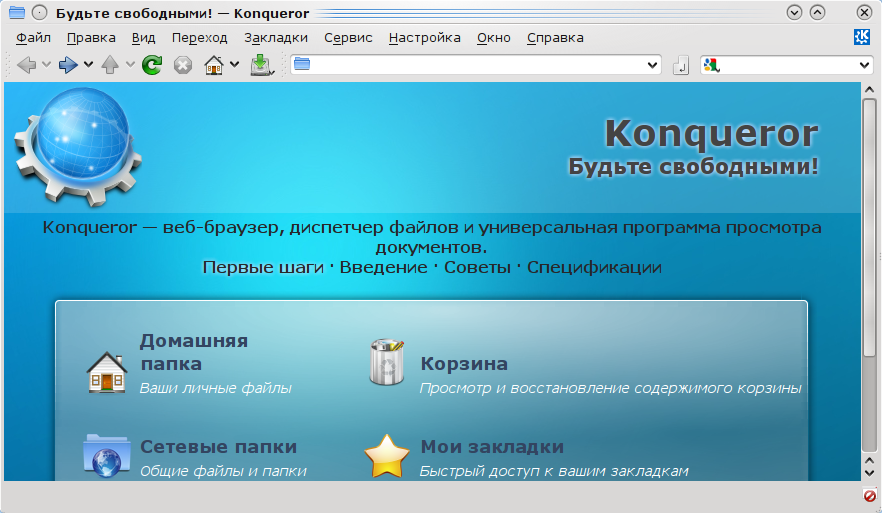 Будьте свободными! — Konqueror
Файл Правка Вид Переход Закладки Сервис Настройка Окно Справка
Konqueror
Будьте свободными!
Konqueror — веб-браузер, диспетчер файлов и универсальная программа просмотра
документов.
Первые шаги · Введение · Советы · Спецификации
Домашняя
папка
Ваши личные файлы
Корзина
Просмотр и восстановление содержимого корзины
Сетевые папки
Общие файлы и папки
Мои закладки
Быстрый доступ к вашим закладкам